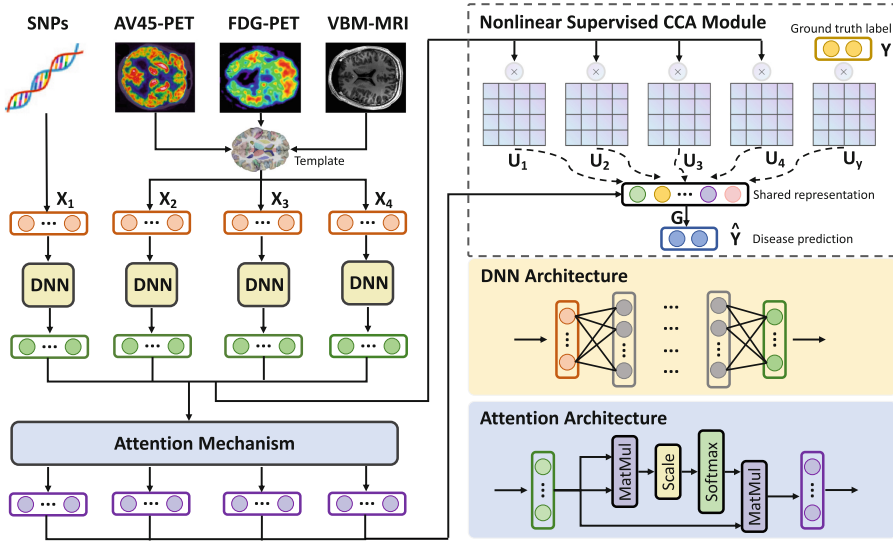 SNPs
AV45-PET
FDG-PET
VBM-MRI
Template
X1
X2
X3
X4
...
...
...
...
DNN
DNN
DNN
DNN
...
...
...
...
Attention Mechanism
...
...
...
...
Nonlinear Supervised CCA Module
Ground truth label
Y
×
×
×
×
×
U1
U2
U3
U4
Uy
...
Shared representation
G
Ŷ
Disease prediction
DNN Architecture
Attention Architecture
MatMul
Scale
Softmax
MatMul